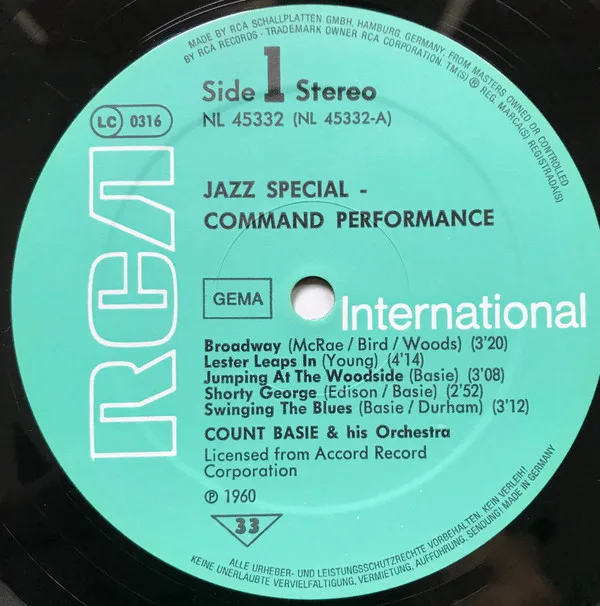 MADE BY RCA SCHALLPLATTEN GMBH, HAMBURG, GERMANY, FROM MASTERS OWNED OR CONTROLLED
BY RCA RECORDS · TRADEMARK OWNER RCA CORPORATION. TM(S) ® REG. MARCA(S) REGISTRADA(S)
Side 1 Stereo
NL 45332 (NL 45332-A)
LC 0316
RCA
JAZZ SPECIAL -
COMMAND PERFORMANCE
GEMA
International
Broadway (McRae / Bird / Woods) (3'20)
Lester Leaps In (Young) (4'14)
Jumping At The Woodside (Basie) (3'08)
Shorty George (Edison / Basie) (2'52)
Swinging The Blues (Basie / Durham) (3'12)
COUNT BASIE & his Orchestra
Licensed from Accord Record
Corporation
℗ 1960
33
ALLE URHEBER- UND LEISTUNGSSCHUTZRECHTE VORBEHALTEN. KEIN VERLEIH!
KEINE UNERLAUBTE VERVIELFÄLTIGUNG, VERMIETUNG, AUFFÜHRUNG, SENDUNG! MADE IN GERMANY